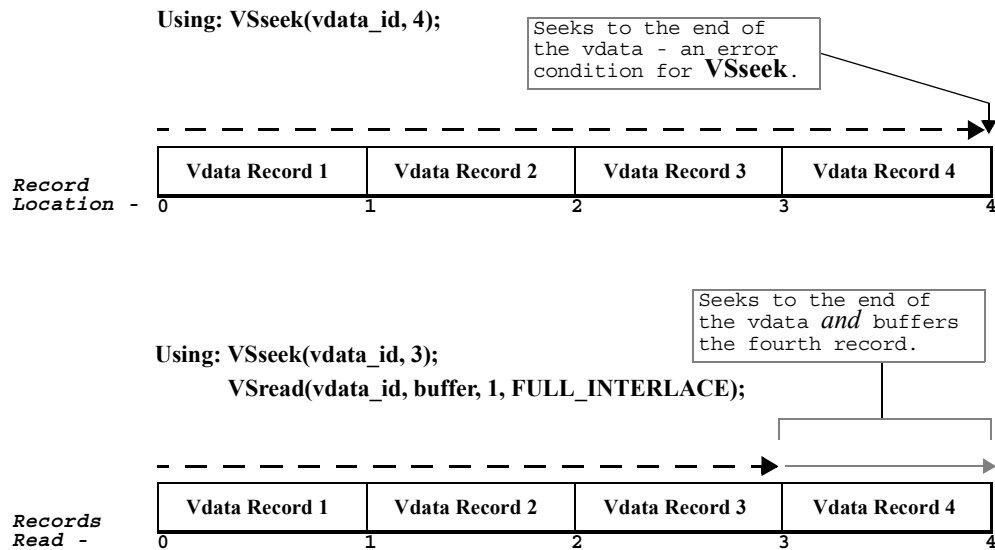 Using: VSseek(vdata_id, 4);
Seeks to the end of
the vdata - an error
condition for VSseek.
Vdata Record 1 Vdata Record 2 Vdata Record 3 Vdata Record 4
Record
Location - 0 1 2 3 4
Seeks to the end of
the vdata and buffers
the fourth record.
Using: VSseek(vdata_id, 3);
VSread(vdata_id, buffer, 1, FULL_INTERLACE);
Vdata Record 1 Vdata Record 2 Vdata Record 3 Vdata Record 4
Records
Read - 0 1 2 3 4